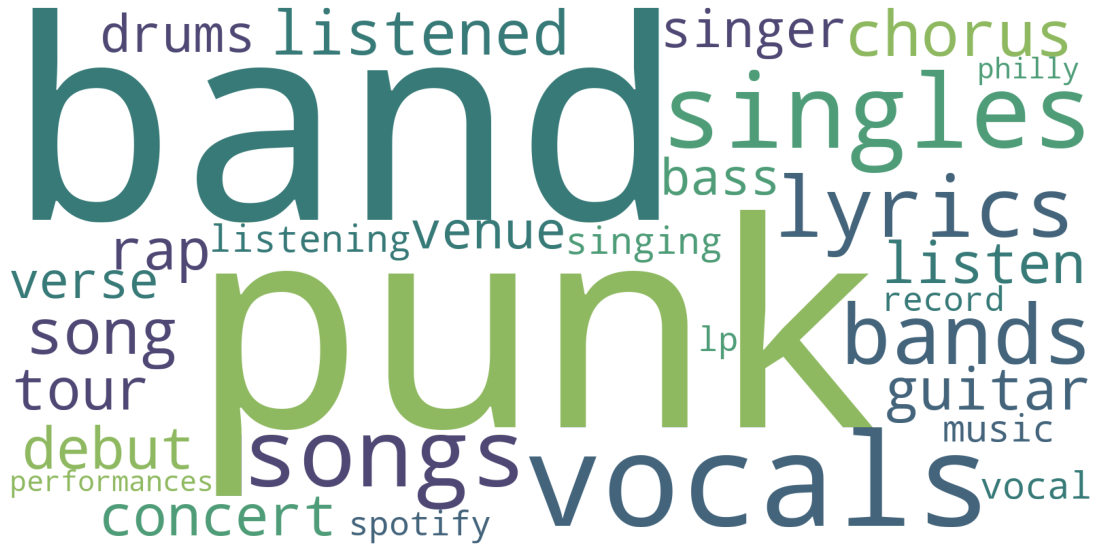 drums listened singer chorus
philly
band singles
bass
lyrics
rap listening venue singing
verse listen
record
song punk lp bands
tour guitar
music
debut songs vocals
performances vocal
concert spotify